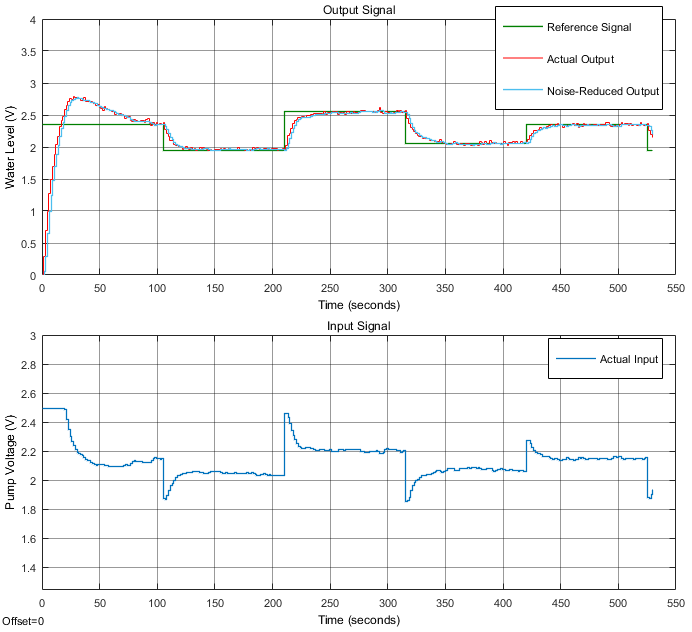 Output Signal
4
3.5
3
2.5
2
1.5
1
0.5
0
Water Level (V)
Reference Signal
Actual Output
Noise-Reduced Output
0 50 100 150 200 250 300 350 400 450 500 550
Time (seconds)
Input Signal
3
2.8
2.6
2.4
2.2
2
1.8
1.6
1.4
Pump Voltage (V)
Actual Input
0 50 100 150 200 250 300 350 400 450 500 550
Time (seconds)
Offset=0